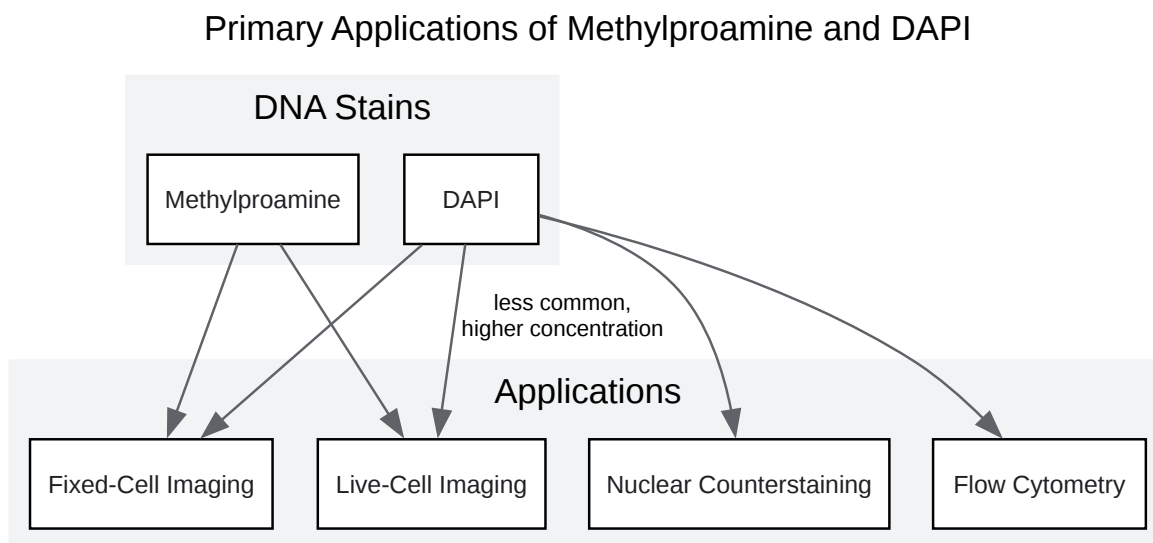 Primary Applications of Methylproamine and DAPI
DNA Stains
Methylproamine
DAPI
less common,
higher concentration
Applications
Fixed-Cell Imaging
Live-Cell Imaging
Nuclear Counterstaining
Flow Cytometry